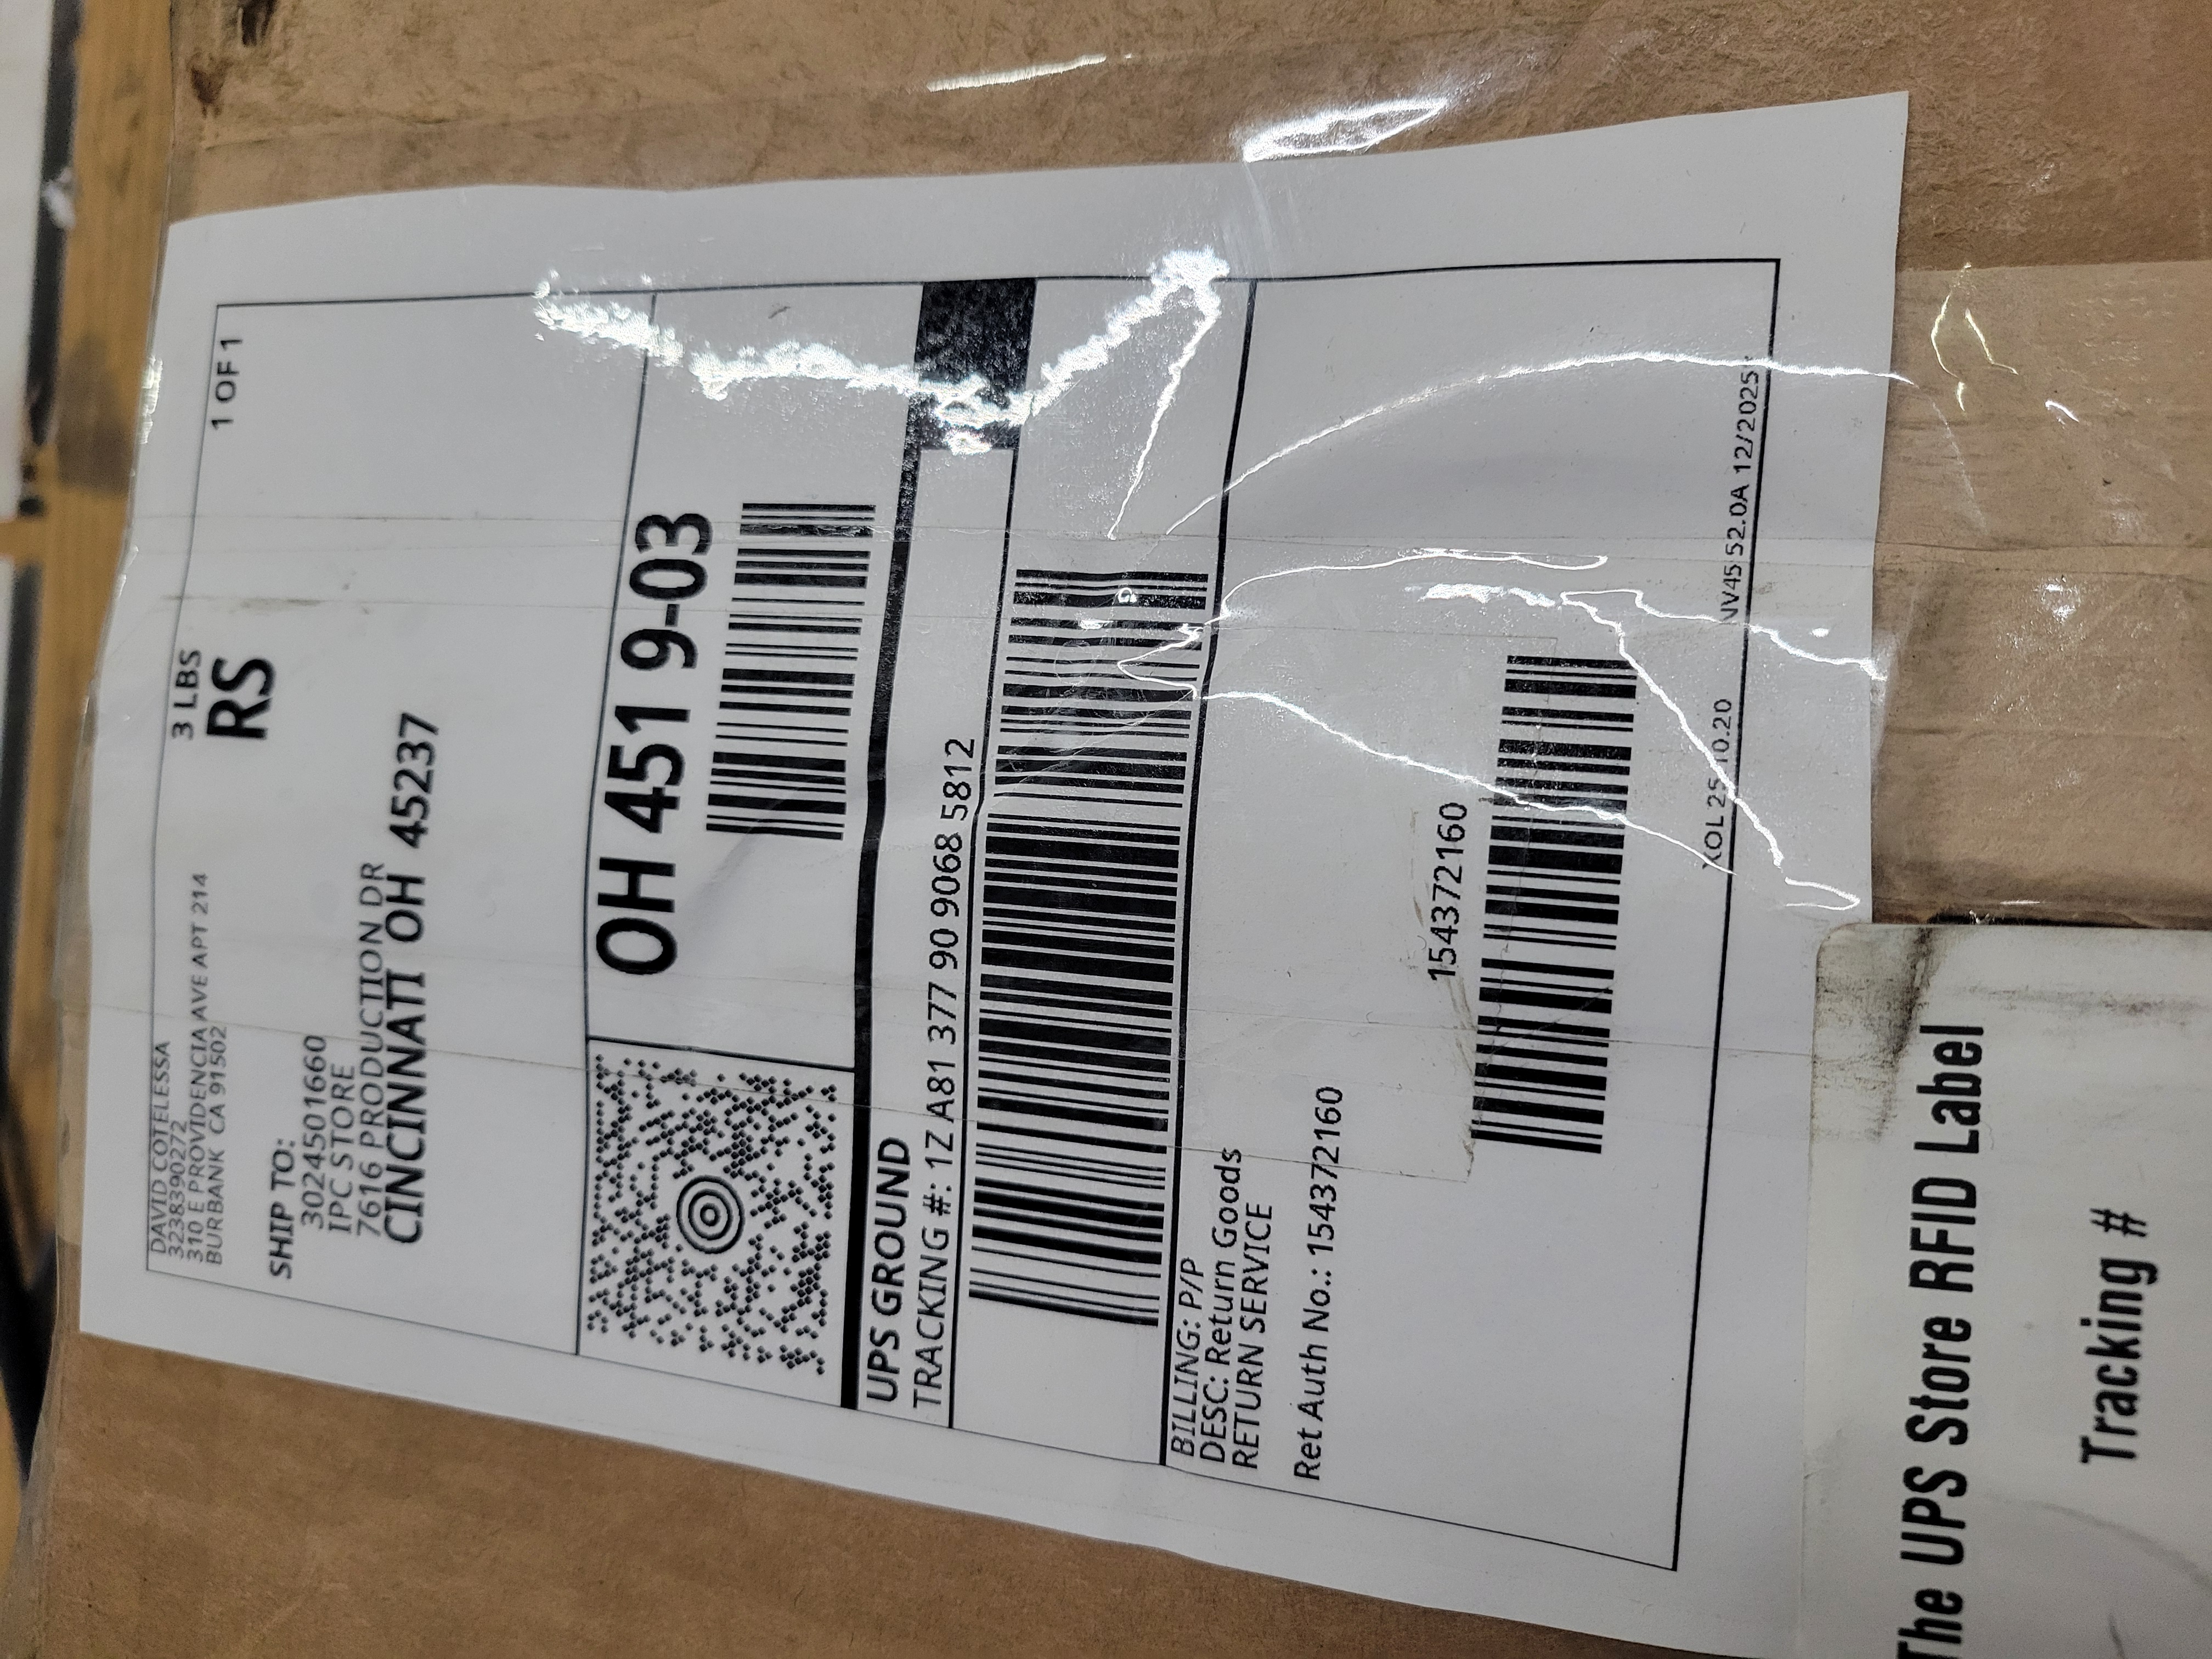 DAVID COTELESSA
3238390272
310 E PROVIDENCIA AVE APT 214
BURBANK CA 91502
3 LBS
1 OF 1
RS
SHIP TO:
3024501660
IPC STORE
7616 PRODUCTION DR
CINCINNATI OH 45237
OH 451 9-03
UPS GROUND
TRACKING #: 1Z A81 377 90 9068 5812
BILLING: P/P
DESC: Return Goods
RETURN SERVICE
Ret Auth No.: 154372160
154372160
XOL 25.10.20
NV45 52.0A 12/2025
The UPS Store RFID Label
Tracking #